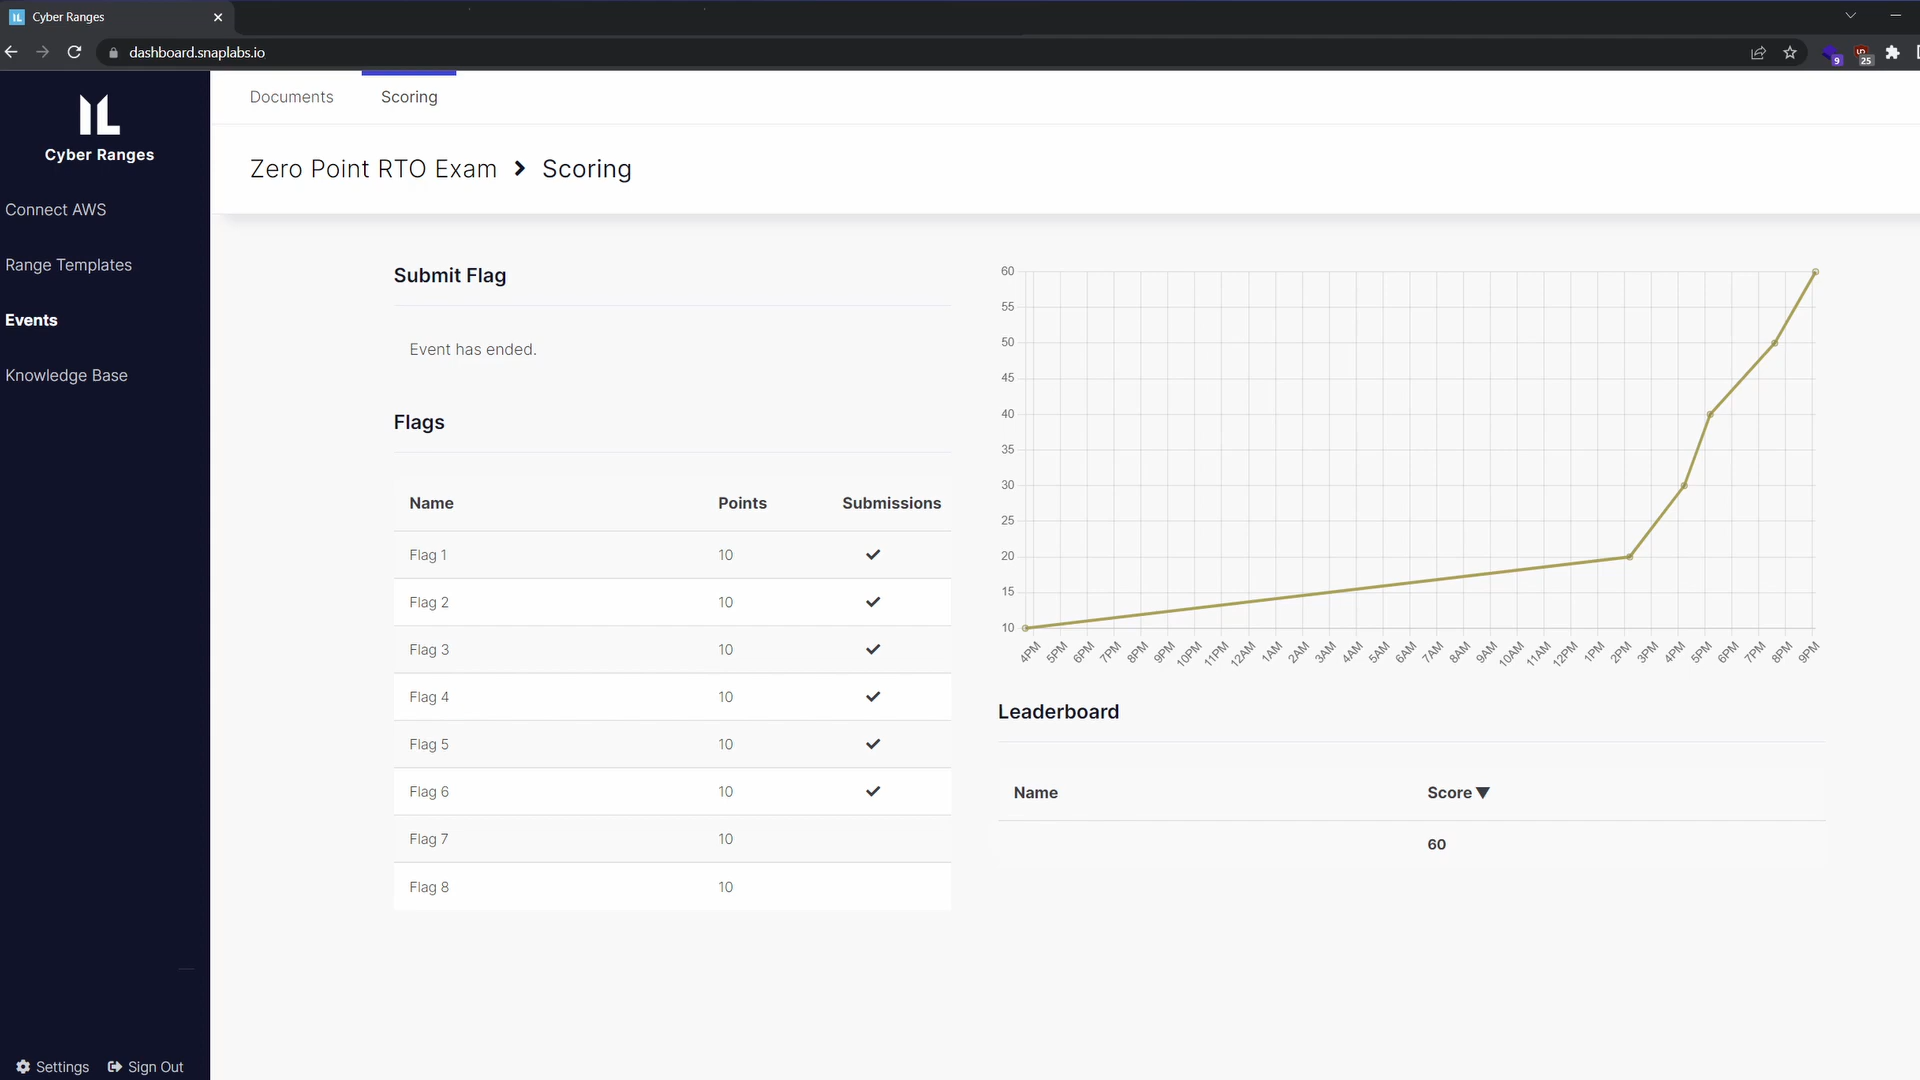 Cyber Ranges
dashboard.snaplabs.io
9
25
IL
Cyber Ranges
Connect AWS
Range Templates
Events
Knowledge Base
Settings Sign Out
Documents Scoring
Zero Point RTO Exam > Scoring
Submit Flag
Event has ended.
Flags
Name Points Submissions
Flag 1 10
Flag 2 10
Flag 3 10
Flag 4 10
Flag 5 10
Flag 6 10
Flag 7 10
Flag 8 10
60
55
50
45
40
35
30
25
20
15
10
4PM 5PM 6PM 7PM 8PM 9PM 10PM 11PM 12AM 1AM 2AM 3AM 4AM 5AM 6AM 7AM 8AM 9AM 10AM 11AM 12PM 1PM 2PM 3PM 4PM 5PM 6PM 7PM 8PM 9PM
Leaderboard
Name Score
60